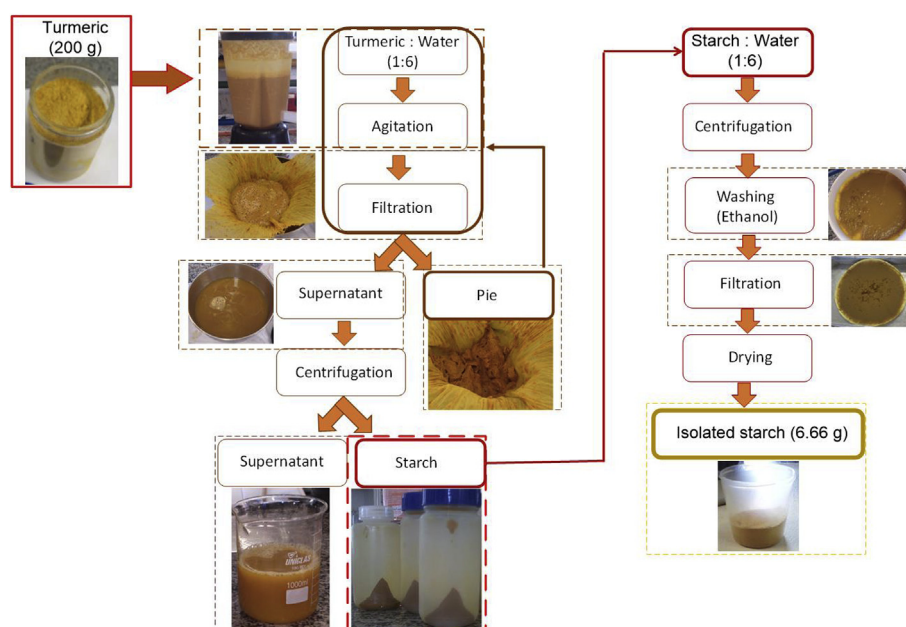 Turmeric
(200 g)
Turmeric : Water
(1:6)
Agitation
Filtration
Supernatant
Pie
Centrifugation
Supernatant
Starch
UNIGLAS
1000ml
Starch : Water
(1:6)
Centrifugation
Washing
(Ethanol)
Filtration
Drying
Isolated starch (6.66 g)